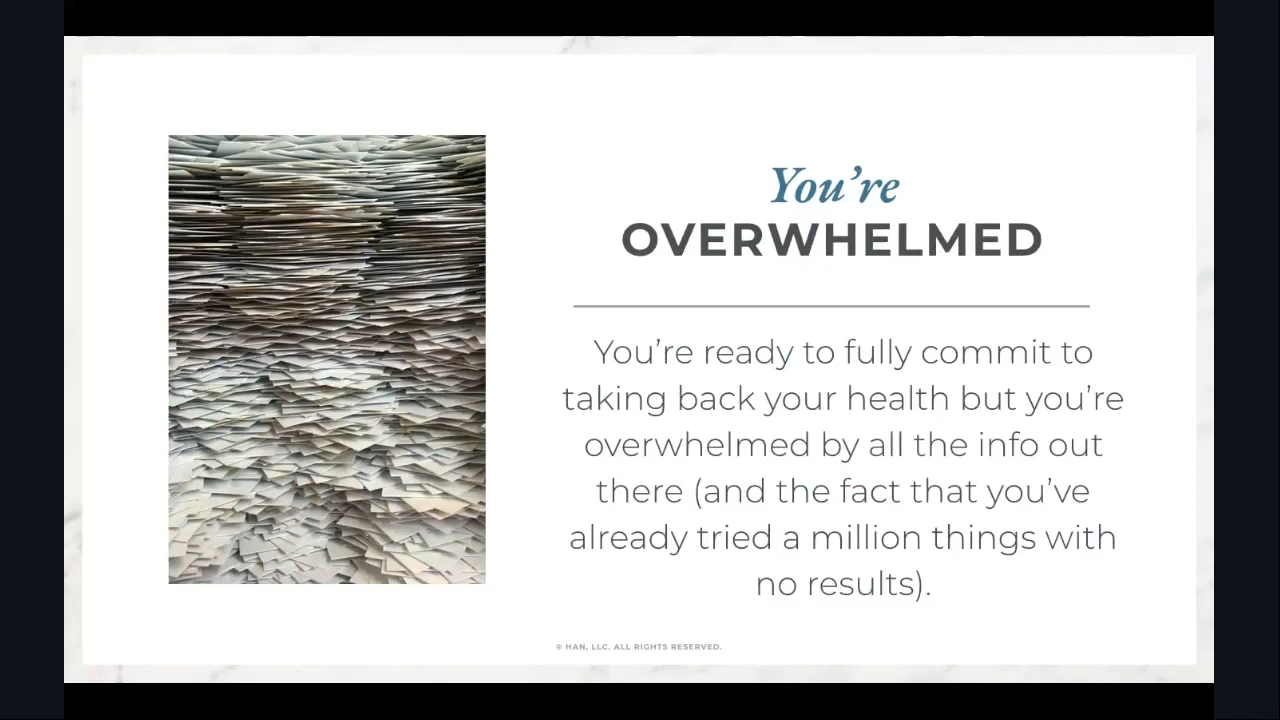 You’re
OVERWHELMED
You’re ready to fully commit to
taking back your health but you’re
overwhelmed by all the info out
there (and the fact that you’ve
already tried a million things with
no results).
© HAN, LLC. ALL RIGHTS RESERVED.